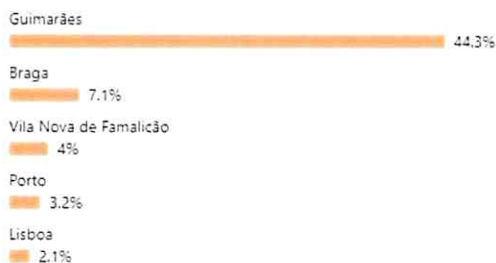 Guimarães
44.3%
Braga
7.1%
Vila Nova de Famalicão
4%
Porto
3.2%
Lisboa
2.1%